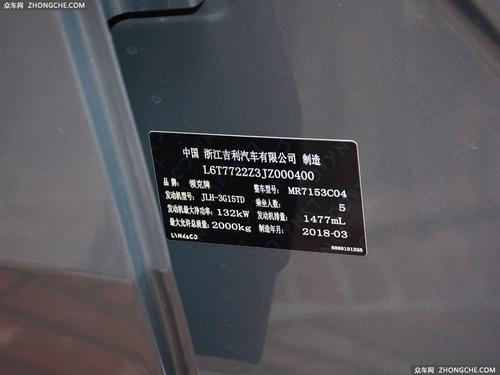 众车网 ZHONGCHE.COM
中国 浙江吉利汽车有限公司 制造
L6T7722Z3JZ000400
品牌: 领克牌 整车型号: MR7153C04
发动机型号: JLH-3G15TD 乘坐人数: 5
发动机最大净功率: 132kW 发动机排量: 1477mL
最大允许总质量: 2000kg 制造年月: 2018-03
LYNK&CO
众车网 ZHONGCHE.COM